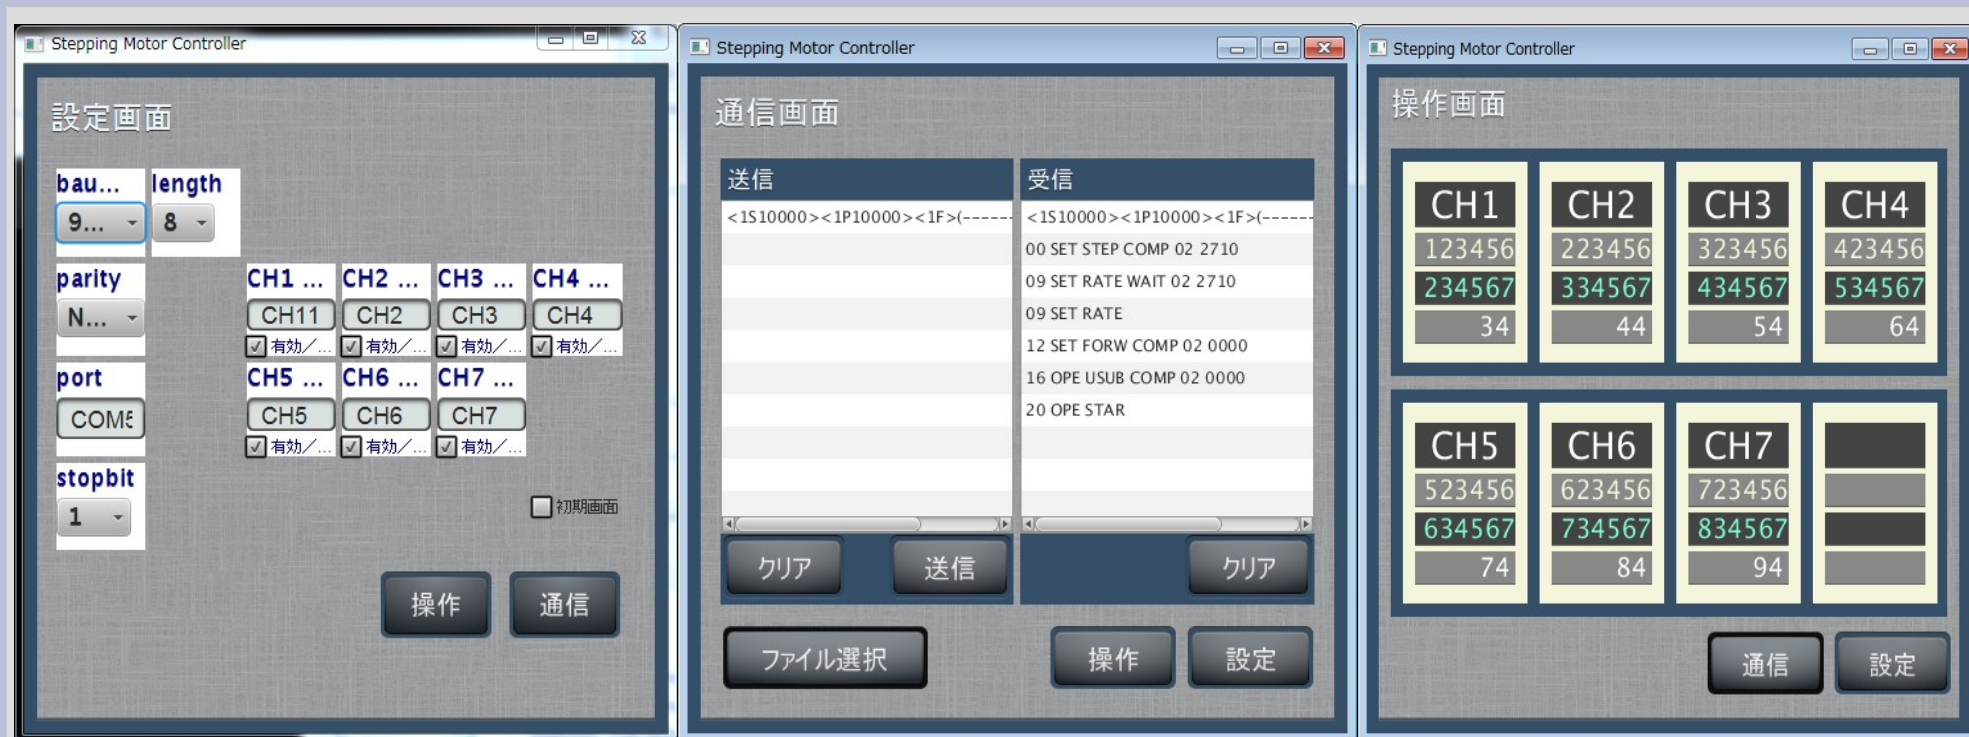 Stepping Motor Controller
設定画面
bau... length
9... 8
parity
N...
port
COM5
stopbit
1
CH1 ... CH2 ... CH3 ... CH4 ...
CH11 CH2 CH3 CH4
有効/... 有効/... 有効/... 有効/...
CH5 ... CH6 ... CH7 ...
CH5 CH6 CH7
有効/... 有効/... 有効/...
初期画面
操作 通信
Stepping Motor Controller
通信画面
送信
<1S10000><1P10000><1F>(------
クリア 送信
受信
<1S10000><1P10000><1F>(------
00 SET STEP COMP 02 2710
09 SET RATE WAIT 02 2710
09 SET RATE
12 SET FORW COMP 02 0000
16 OPE USUB COMP 02 0000
20 OPE STAR
クリア
ファイル選択 操作 設定
Stepping Motor Controller
操作画面
CH1 CH2 CH3 CH4
123456 223456 323456 423456
234567 334567 434567 534567
34 44 54 64
CH5 CH6 CH7
523456 623456 723456
634567 734567 834567
74 84 94
通信 設定